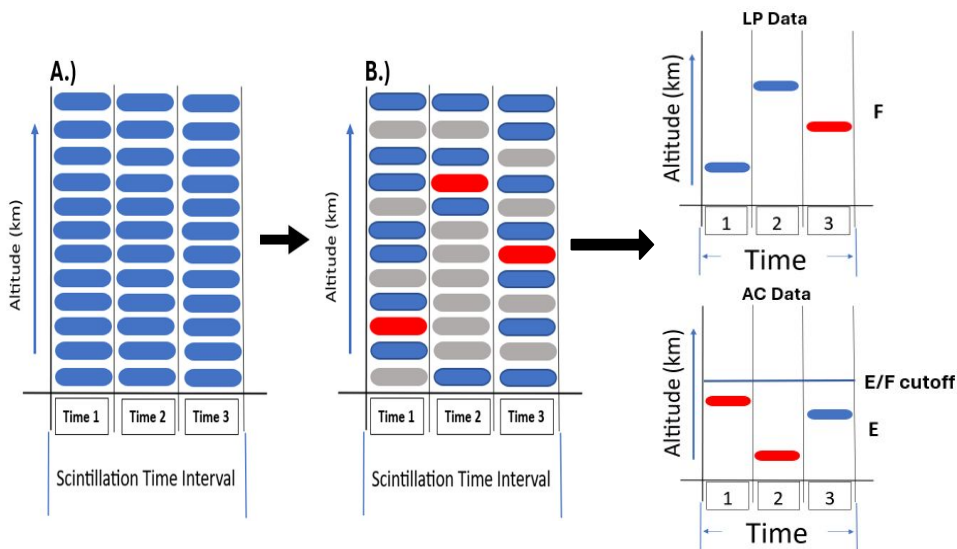 A.)
Altitude (km)
Time 1 Time 2 Time 3
Scintillation Time Interval
B.)
Altitude (km)
Time 1 Time 2 Time 3
Scintillation Time Interval
LP Data
Altitude (km)
F
1 2 3
Time
AC Data
Altitude (km)
E/F cutoff
E
1 2 3
Time